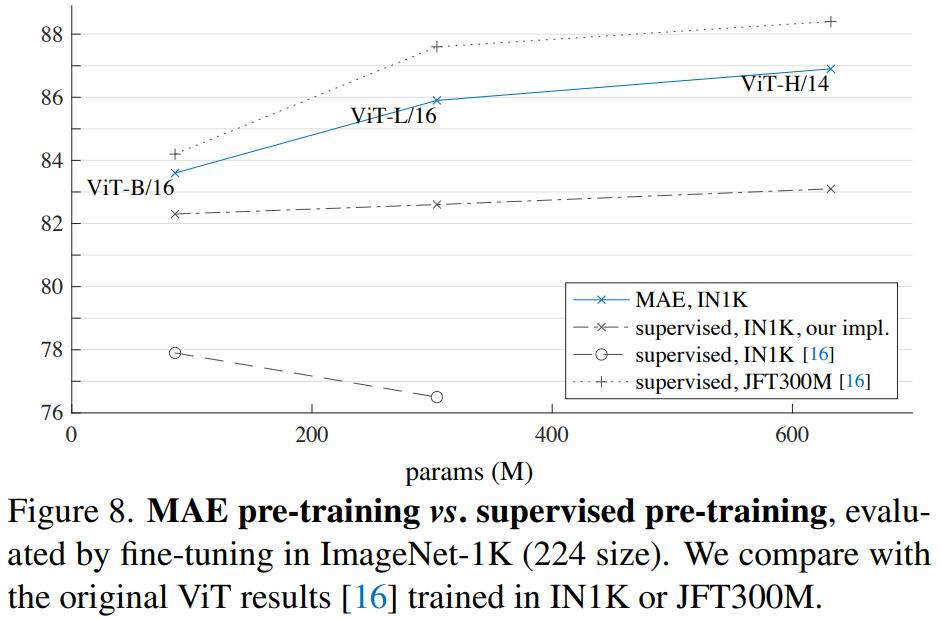 88
86
84
82
80
78
76
0
200
400
600
params (M)
ViT-B/16
ViT-L/16
ViT-H/14
MAE, IN1K
supervised, IN1K, our impl.
supervised, IN1K [16]
supervised, JFT300M [16]
Figure 8. MAE pre-training vs. supervised pre-training, evalu-
ated by fine-tuning in ImageNet-1K (224 size). We compare with
the original ViT results [16] trained in IN1K or JFT300M.